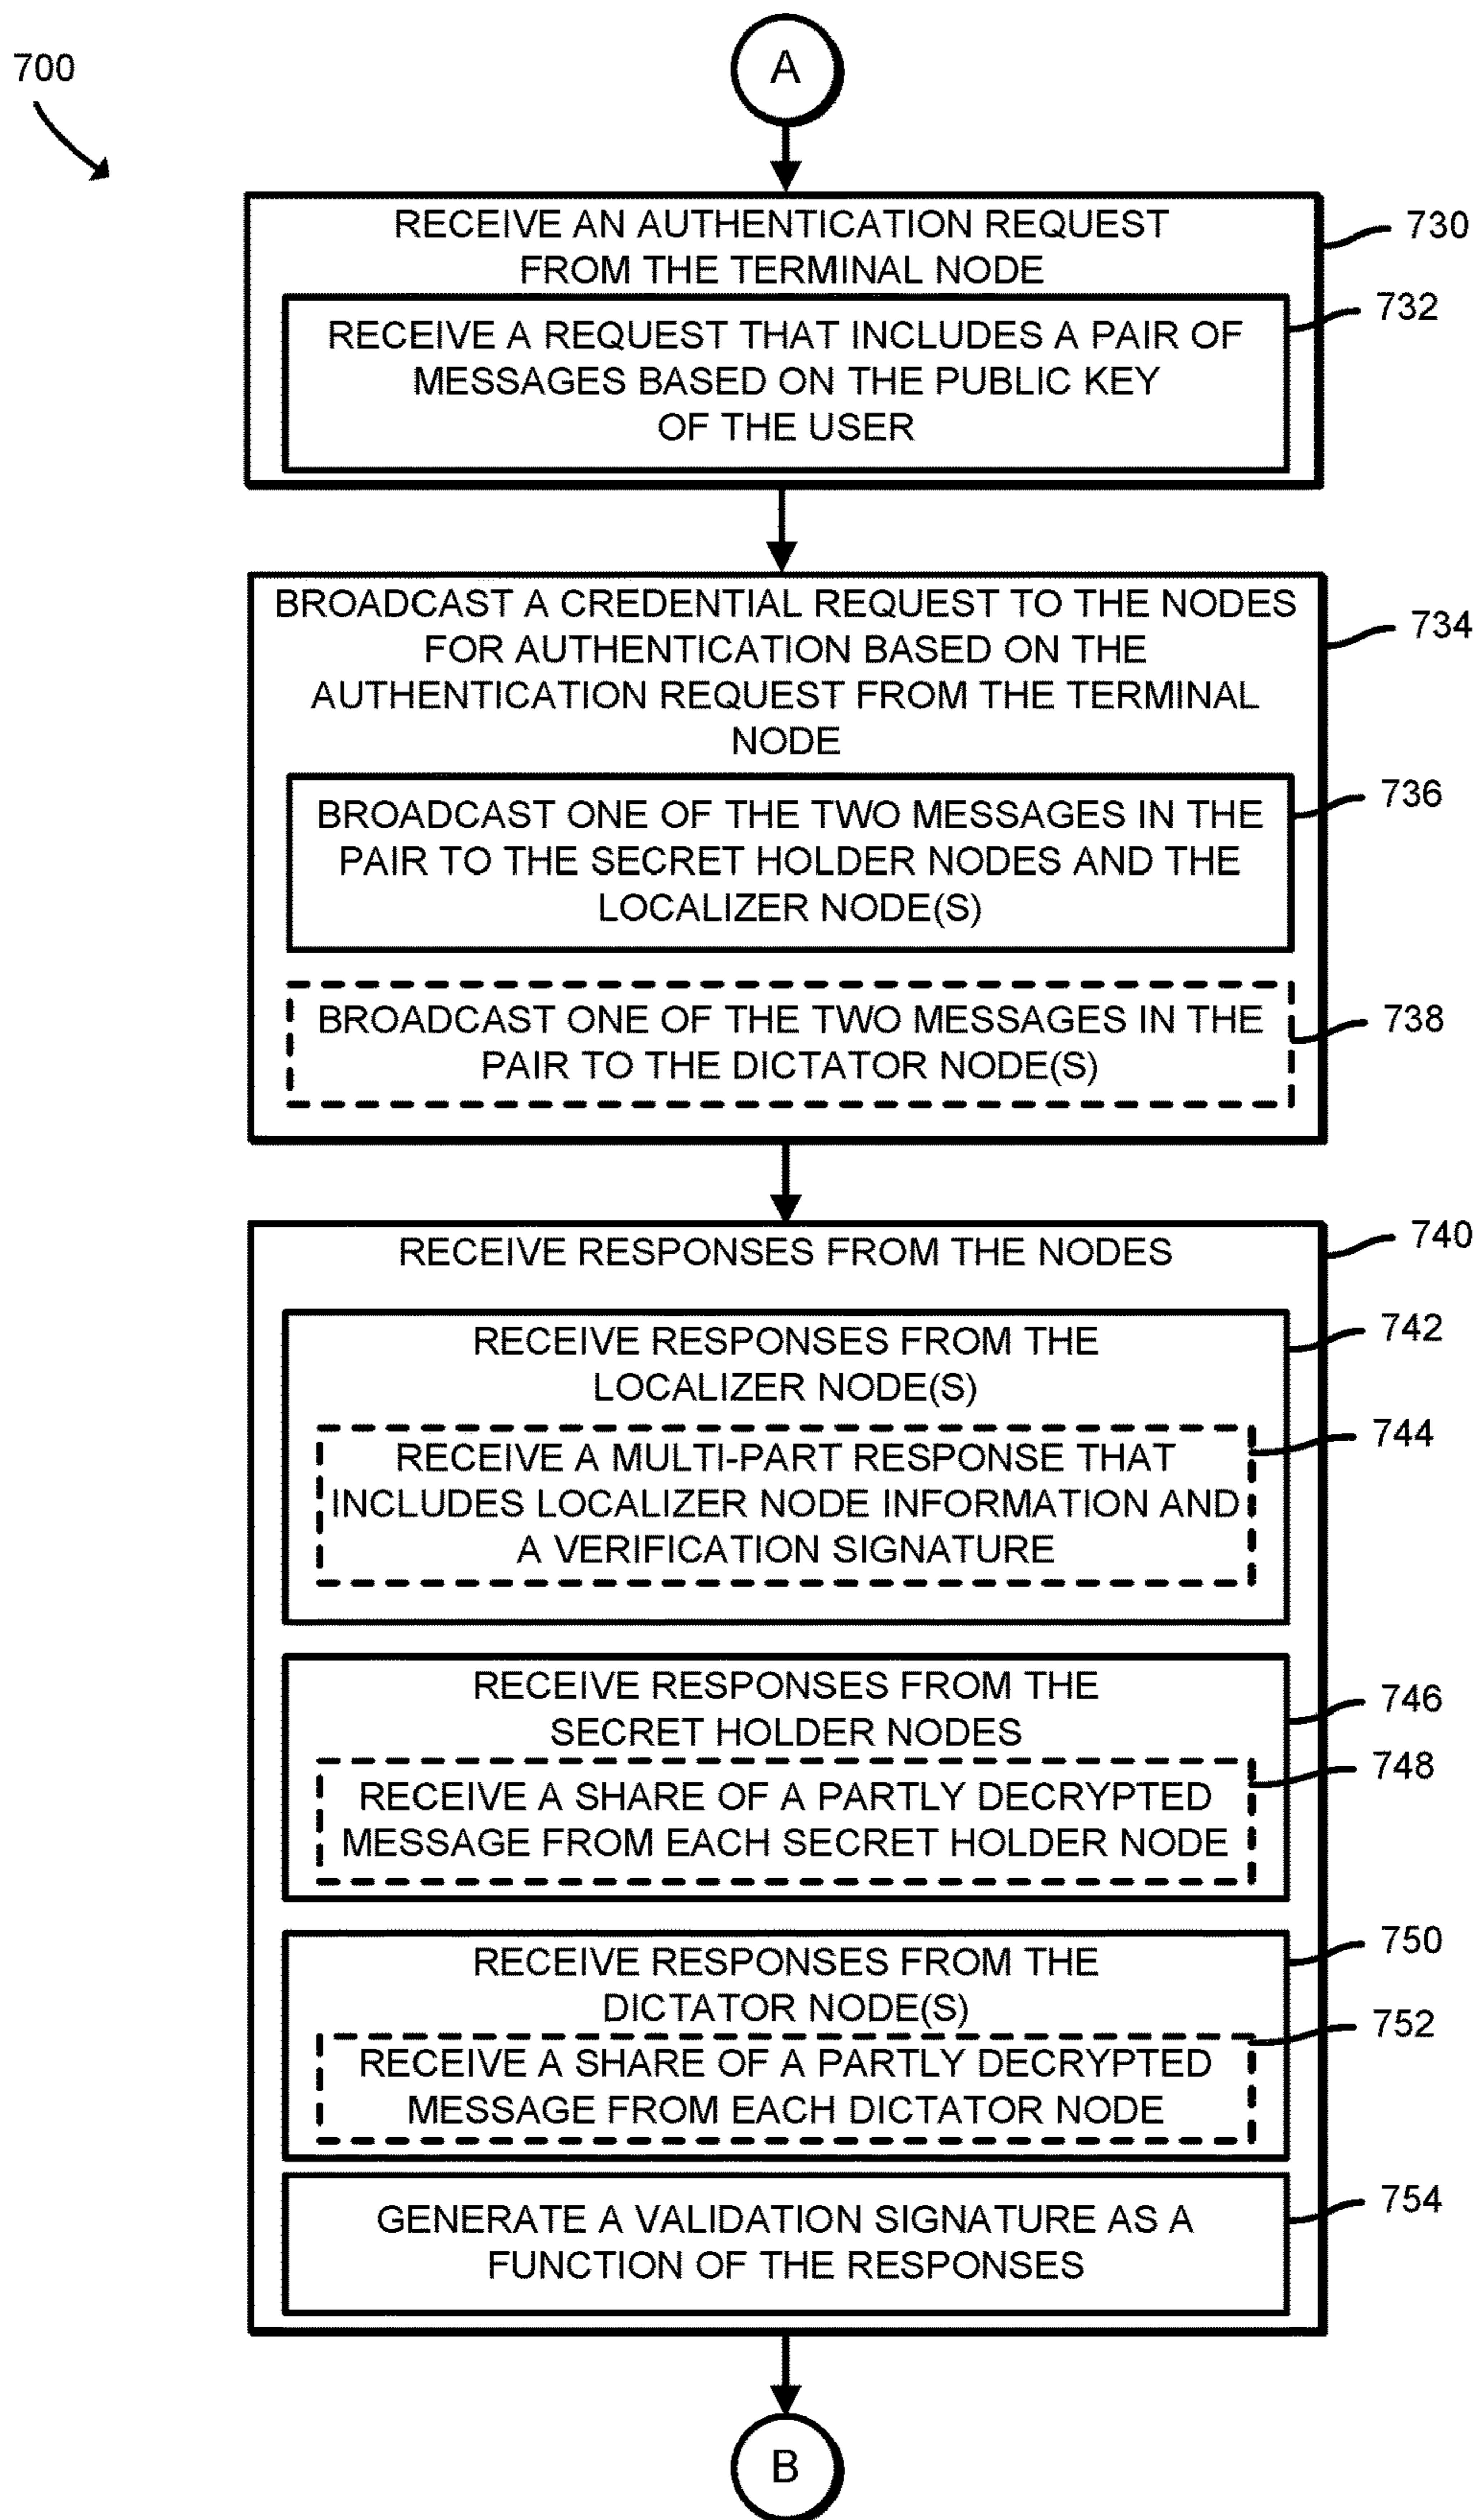 A
700
RECEIVE AN AUTHENTICATION REQUEST
FROM THE TERMINAL NODE
730
RECEIVE A REQUEST THAT INCLUDES A PAIR OF
MESSAGES BASED ON THE PUBLIC KEY
OF THE USER
732
BROADCAST A CREDENTIAL REQUEST TO THE NODES
FOR AUTHENTICATION BASED ON THE
AUTHENTICATION REQUEST FROM THE TERMINAL
NODE
734
BROADCAST ONE OF THE TWO MESSAGES IN THE
PAIR TO THE SECRET HOLDER NODES AND THE
LOCALIZER NODE(S)
736
BROADCAST ONE OF THE TWO MESSAGES IN THE
PAIR TO THE DICTATOR NODE(S)
738
RECEIVE RESPONSES FROM THE NODES
740
RECEIVE RESPONSES FROM THE
LOCALIZER NODE(S)
742
RECEIVE A MULTI-PART RESPONSE THAT
INCLUDES LOCALIZER NODE INFORMATION AND
A VERIFICATION SIGNATURE
744
RECEIVE RESPONSES FROM THE
SECRET HOLDER NODES
746
RECEIVE A SHARE OF A PARTLY DECRYPTED
MESSAGE FROM EACH SECRET HOLDER NODE
748
RECEIVE RESPONSES FROM THE
DICTATOR NODE(S)
750
RECEIVE A SHARE OF A PARTLY DECRYPTED
MESSAGE FROM EACH DICTATOR NODE
752
GENERATE A VALIDATION SIGNATURE AS A
FUNCTION OF THE RESPONSES
754
B